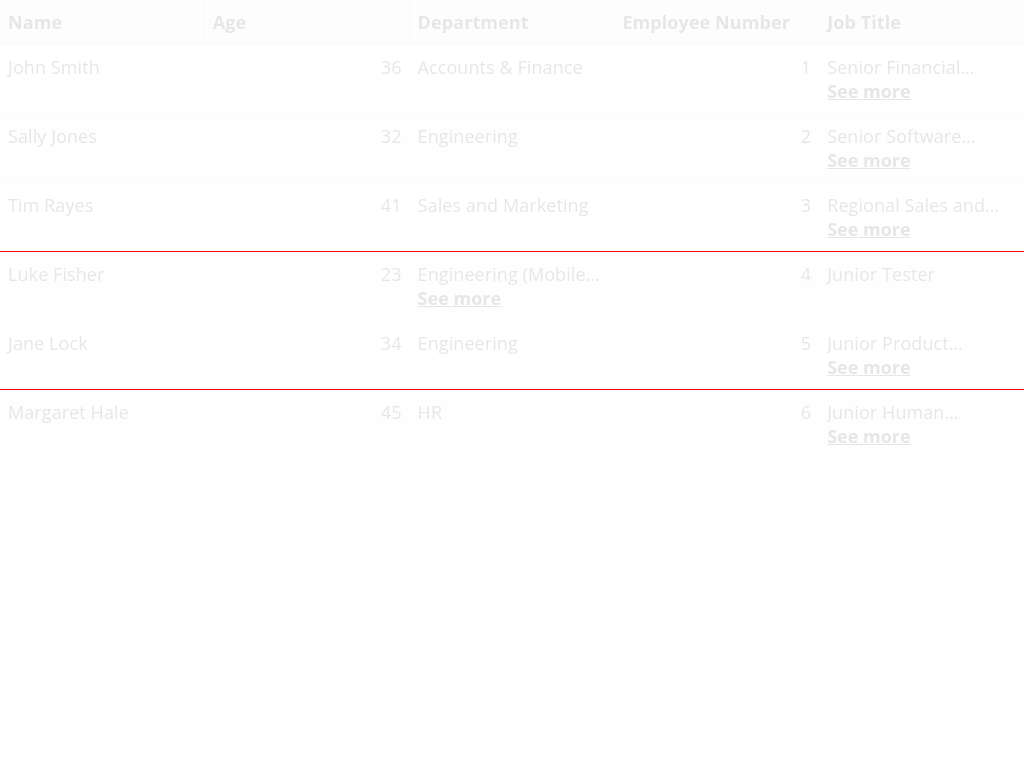 Name Age Department Employee Number Job Title
John Smith 36 Accounts & Finance 1 Senior Financial...
See more
Sally Jones 32 Engineering 2 Senior Software...
See more
Tim Rayes 41 Sales and Marketing 3 Regional Sales and...
See more
Luke Fisher 23 Engineering (Mobile... 4 Junior Tester
See more
Jane Lock 34 Engineering 5 Junior Product...
See more
Margaret Hale 45 HR 6 Junior Human...
See more